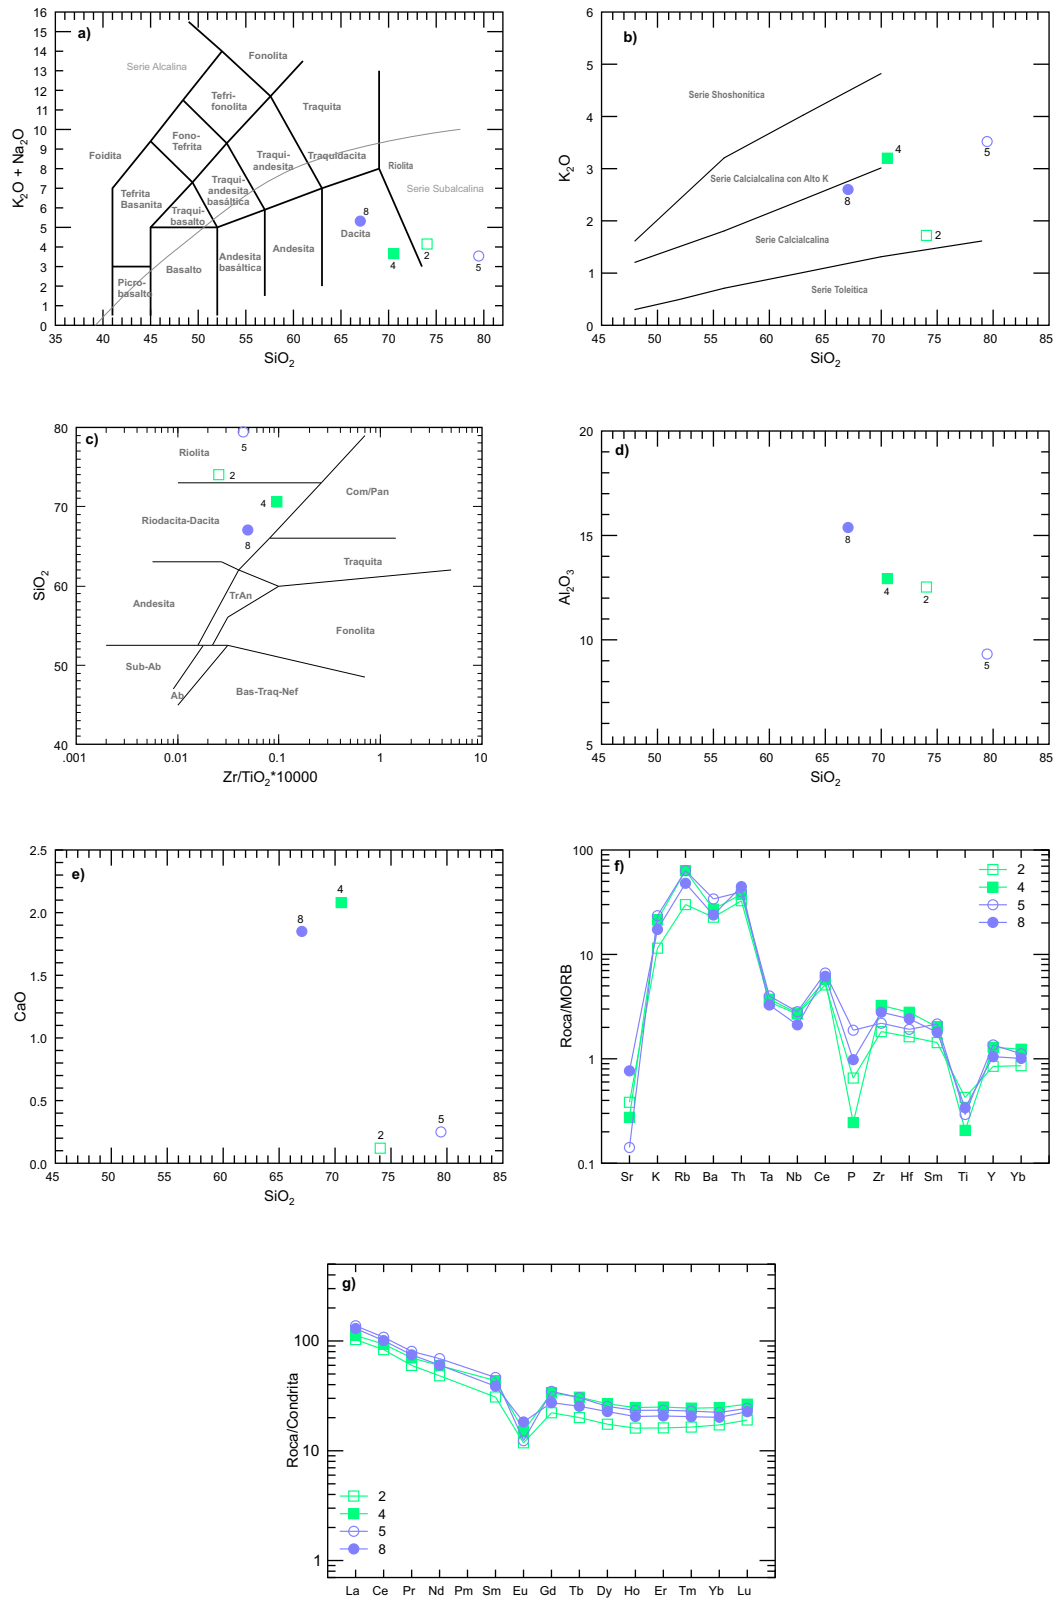 a)
K2O + Na2O
16
15
14
13
12
11
10
9
8
7
6
5
4
3
2
1
0
35 40 45 50 55 60 65 70 75 80
SiO2
Serie Alcalina
Fonolita
Tefri-
fonolita
Traquita
Foidita
Fono-
Tefrita
Traqui-
andesita
Traquidacita
Riolita
Tefrita
Basanita
Traqui-
andesita
basáltica
Serie Subalcalina
Traqui-
basalto
Dacita
Andesita
Andesita
basáltica
Basalto
Picro-
basalto
8
4
2
5
b)
K2O
6
5
4
3
2
1
0
45 50 55 60 65 70 75 80 85
SiO2
Serie Shoshonitica
Serie Calcialcalina con Alto K
Serie Calcialcalina
Serie Toleítica
4
5
8
2
c)
SiO2
80
70
60
50
40
.001 0.01 0.1 1 10
Zr/TiO2*10000
Riolita
Com/Pan
Riodacita-Dacita
Traquita
TrAn
Andesita
Fonolita
Sub-Ab
Ab
Bas-Traq-Nef
5
2
4
8
d)
Al2O3
20
15
10
5
45 50 55 60 65 70 75 80 85
SiO2
8
4
2
5
e)
CaO
2.5
2.0
1.5
1.0
0.5
0.0
45 50 55 60 65 70 75 80 85
SiO2
4
8
2
5
f)
Roca/MORB
100
10
1
0.1
Sr K Rb Ba Th Ta Nb Ce P Zr Hf Sm Ti Y Yb
2
4
5
8
g)
Roca/Condrita
100
10
1
2
4
5
8
La Ce Pr Nd Pm Sm Eu Gd Tb Dy Ho Er Tm Yb Lu